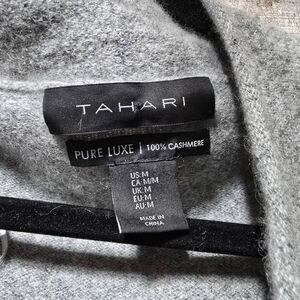 TAHARI
PURE LUXE | 100% CASHMERE
US:M
CA:M/M
UK:M
EU:M
AU:M
MADE IN
CHINA